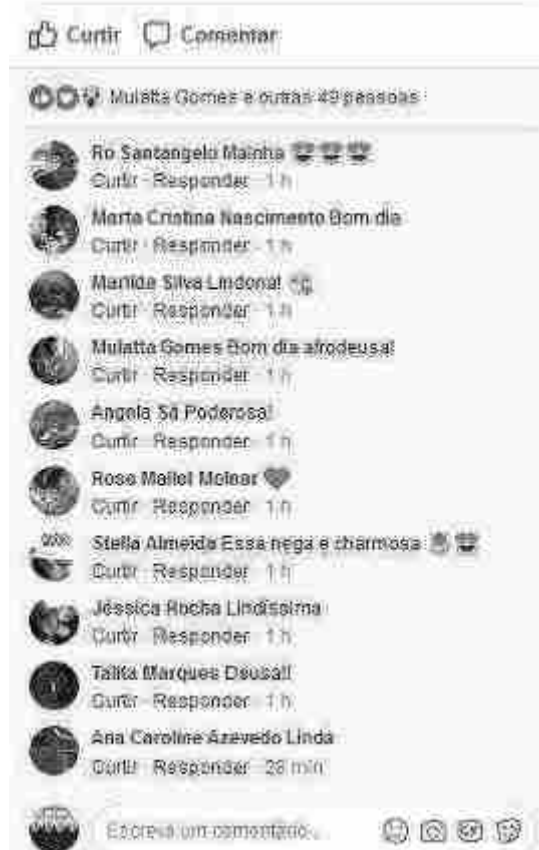 Curtir Comentar
Mulatta Gomes e outras 49 pessoas
Ro Santangelo Mainha 😍 😍 😍
Curtir · Responder · 1 h
Marta Cristina Nascimento Bom dia
Curtir · Responder · 1 h
Silva Lindona!
Curtir · Responder · 1 h
Mulatta Gomes Bom dia afrodeusa!
Curtir · Responder · 1 h
Angela Sá Poderosa!
Curtir · Responder · 1 h
Rose
Curtir · Responder · 1 h
Stella Almeida Essa nega e charmosa
Curtir · Responder · 1 h
Jéssica Rocha Lindíssima
Curtir · Responder · 1 h
Talita Marques Deusa!!
Curtir · Responder · 1 h
Ana Caroline Azevedo Linda
Curtir · Responder · 28 min
Escreva um comentário...